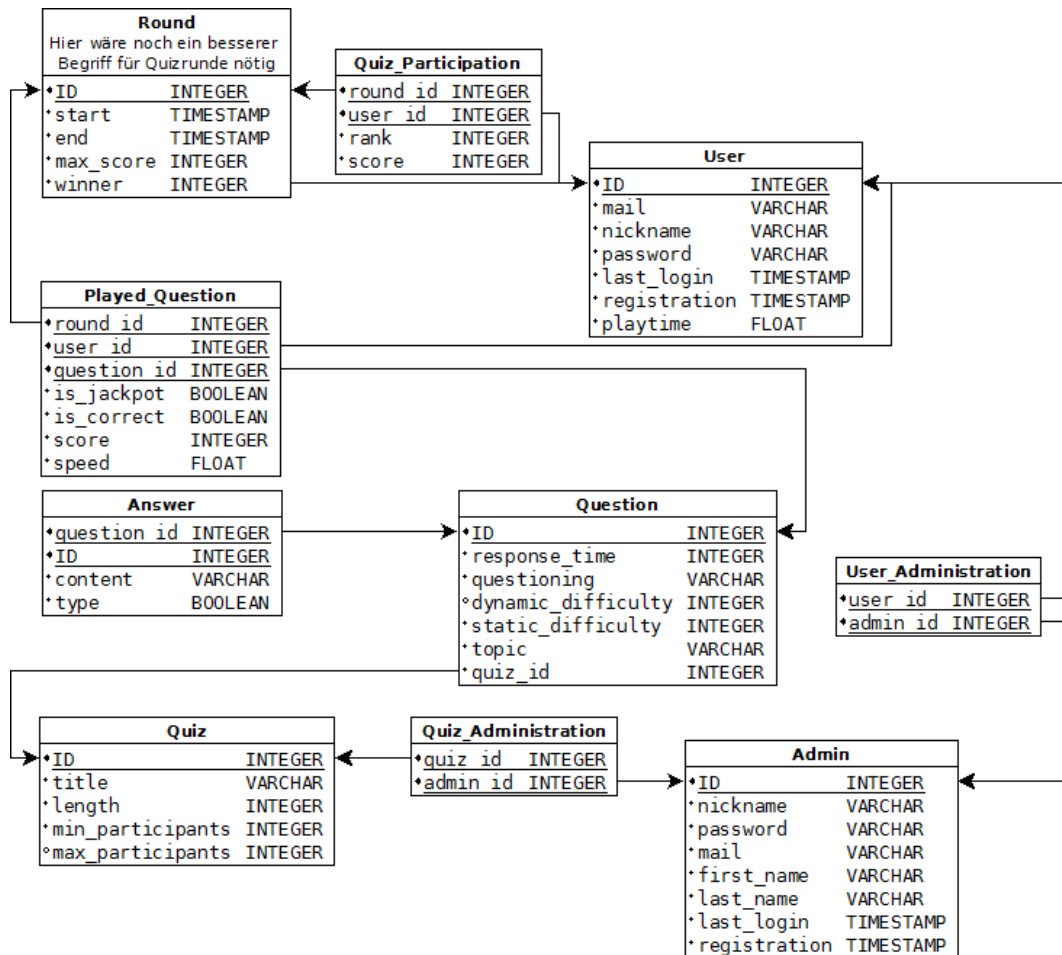 Round
Hier wäre noch ein besserer
Begriff für Quizrunde nötig
ID INTEGER
start TIMESTAMP
end TIMESTAMP
max_score INTEGER
winner INTEGER
Quiz_Participation
round_id INTEGER
user_id INTEGER
rank INTEGER
score INTEGER
User
ID INTEGER
mail VARCHAR
nickname VARCHAR
password VARCHAR
last_login TIMESTAMP
registration TIMESTAMP
playtime FLOAT
Played_Question
round_id INTEGER
user_id INTEGER
question_id INTEGER
is_jackpot BOOLEAN
is_correct BOOLEAN
score INTEGER
speed FLOAT
Answer
question_id INTEGER
ID INTEGER
content VARCHAR
type BOOLEAN
Question
ID INTEGER
response_time INTEGER
questioning VARCHAR
dynamic_difficulty INTEGER
static_difficulty INTEGER
topic VARCHAR
quiz_id INTEGER
User_Administration
user_id INTEGER
admin_id INTEGER
Quiz
ID INTEGER
title VARCHAR
length INTEGER
min_participants INTEGER
max_participants INTEGER
Quiz_Administration
quiz_id INTEGER
admin_id INTEGER
Admin
ID INTEGER
nickname VARCHAR
password VARCHAR
mail VARCHAR
first_name VARCHAR
last_name VARCHAR
last_login TIMESTAMP
registration TIMESTAMP